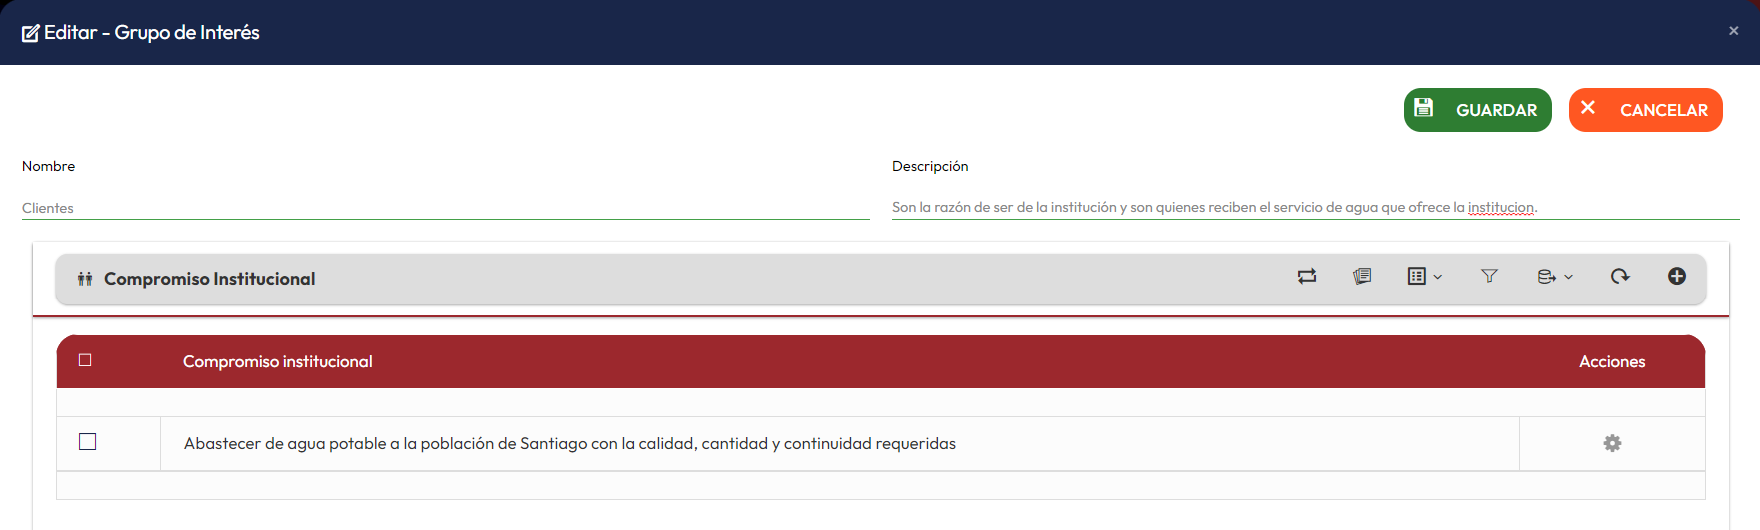 Editar - Grupo de Interés
×
GUARDAR
CANCELAR
Nombre
Descripción
Clientes
Son la razón de ser de la institución y son quienes reciben el servicio de agua que ofrece la institucion.
Compromiso Institucional
Compromiso institucional
Acciones
Abastecer de agua potable a la población de Santiago con la calidad, cantidad y continuidad requeridas